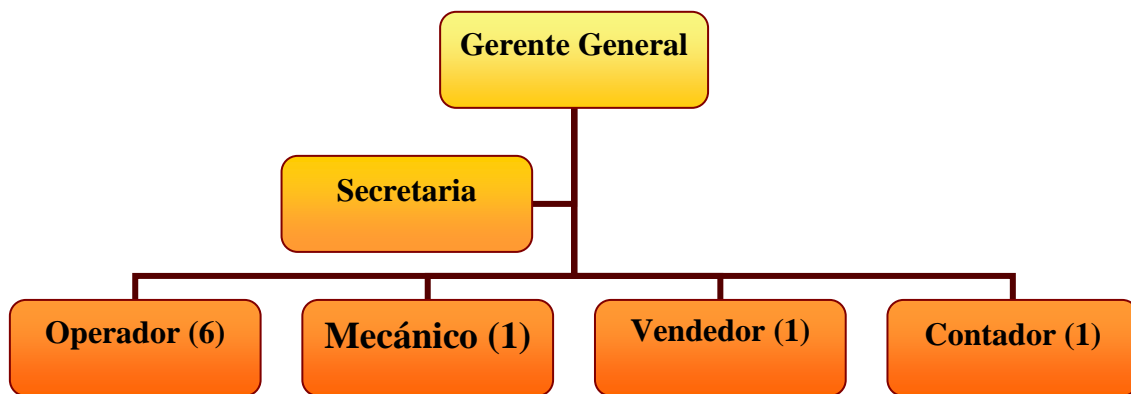 Gerente General
Secretaria
Operador (6)
Mecánico (1)
Vendedor (1)
Contador (1)